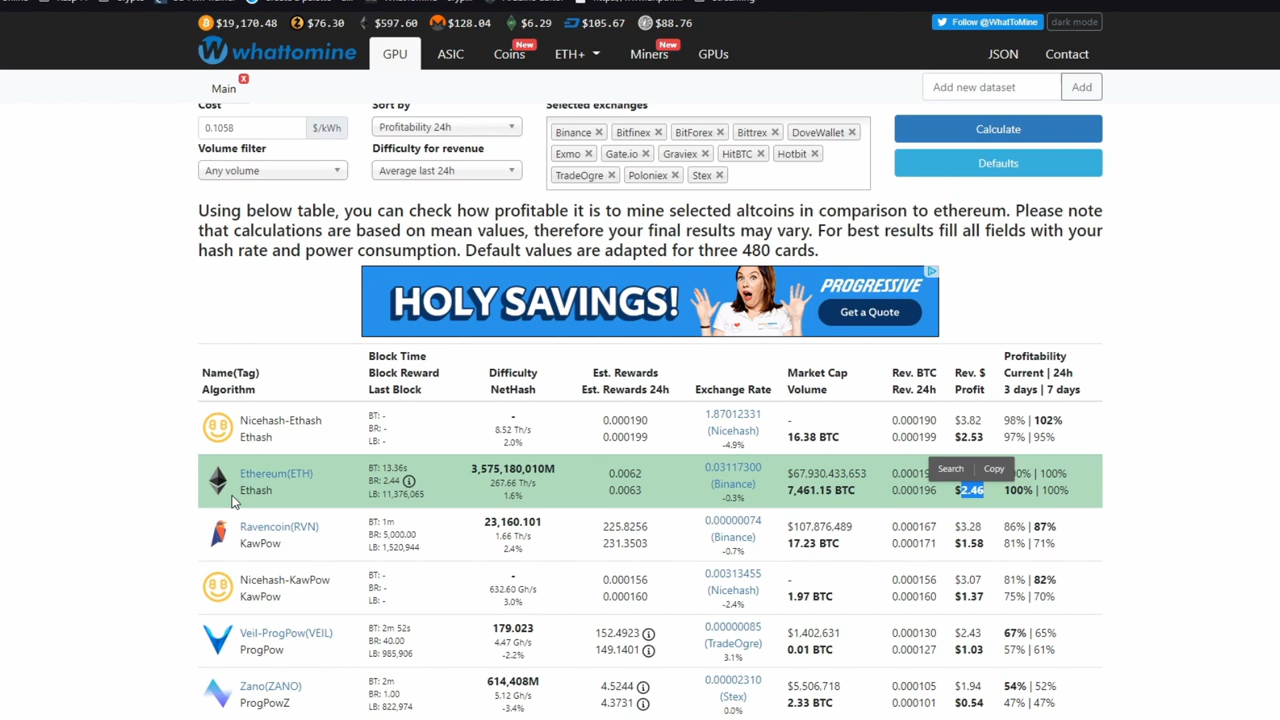 $19,170.48 $76.30 $597.60 $128.04 $6.29 $105.67 $88.76 Follow @WhatToMine dark mode
whattomine GPU ASIC Coins New ETH+ Miners New GPUs JSON Contact
Main x Add new dataset Add
Cost Sort by Selected exchanges
0.1058 $/kWh Profitability 24h Binance Bitfinex BitForex Bittrex DoveWallet Calculate
Volume filter Difficulty for revenue Exmo Gate.io Graviex HitBTC Hotbit Defaults
Any volume Average last 24h TradeOgre Poloniex Stex
Using below table, you can check how profitable it is to mine selected altcoins in comparison to ethereum. Please note
that calculations are based on mean values, therefore your final results may vary. For best results fill all fields with your
hash rate and power consumption. Default values are adapted for three 480 cards.
HOLY SAVINGS! PROGRESSIVE
Get a Quote
Name(Tag) Algorithm
Block Time Block Reward Last Block
Difficulty NetHash
Est. Rewards Est. Rewards 24h
Exchange Rate
Market Cap Volume
Rev. BTC Rev. 24h
Rev. $ Profit
Profitability Current | 24h 3 days | 7 days
Nicehash-Ethash BT: - - 0.000190 1.87012331 - 0.000190 $3.82 98% | 102%
Ethash BR: - 8.52 Th/s 0.000199 (Nicehash) 16.38 BTC 0.000199 $2.53 97% | 95%
LB: - 2.0% -4.9%
Search Copy
Ethereum(ETH) BT: 13.36s 3,575,180,010M 0.0062 0.03117300 $67,930,433,653 0% | 100%
Ethash BR: 2.44 267.66 Th/s 0.0063 (Binance) 7,461.15 BTC 0.000196 $2.46 100% | 100%
LB: 11,376,065 1.6% -0.3%
Ravencoin(RVN) BT: 1m 23,160.101 225.8256 0.00000074 $107,876,489 0.000167 $3.28 86% | 87%
KawPow BR: 5,000.00 1.66 Th/s 231.3503 (Binance) 17.23 BTC 0.000171 $1.58 81% | 71%
LB: 1,520,944 2.4% -0.7%
Nicehash-KawPow BT: - - 0.000156 0.00313455 - 0.000156 $3.07 81% | 82%
KawPow BR: - 632.60 Gh/s 0.000160 (Nicehash) 1.97 BTC 0.000160 $1.37 75% | 70%
LB: - 3.0% -2.4%
Veil-ProgPow(VEIL) BT: 2m 52s 179.023 152.4923 0.00000085 $1,402,631 0.000130 $2.43 67% | 65%
ProgPow BR: 40.00 4.47 Gh/s 149.1401 (TradeOgre) 0.01 BTC 0.000127 $1.03 57% | 61%
LB: 985,906 -2.2% 3.1%
Zano(ZANO) BT: 2m 614,408M 4.5244 0.00002310 $5,506,718 0.000105 $1.94 54% | 52%
ProgPowZ BR: 1.00 5.12 Gh/s 4.3731 (Stex) 2.33 BTC 0.000101 $0.54 47% | 47%
LB: 822,974 -3.4% 0.0%